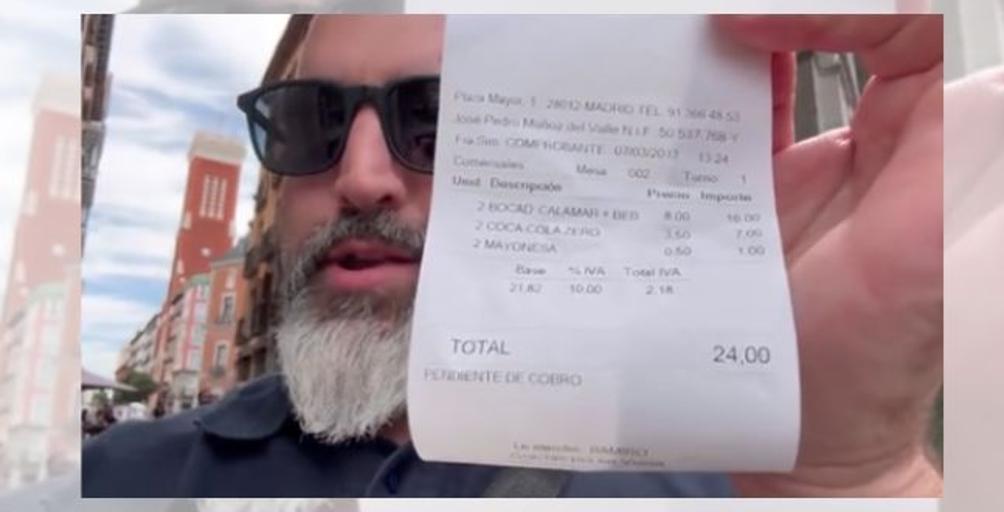 Plaza Mayor, 1 28012 MADRID TEL. 91 366 48 53
José Pedro Muñoz del Valle N.I.F. 50 537 768 Y
Fra.Sim. COMPROBANTE 13:24
Comensales Mesa 002 Turno 1
Unid. Descripción Precio Importe
2 BOCAD CALAMAR + BEB 8.00 16.00
2 COCA COLA ZERO 3.50 7.00
2 MAYONESA 0.50 1.00
Base % IVA Total IVA
21.82 10.00 2.18
TOTAL 24,00
PENDIENTE DE COBRO